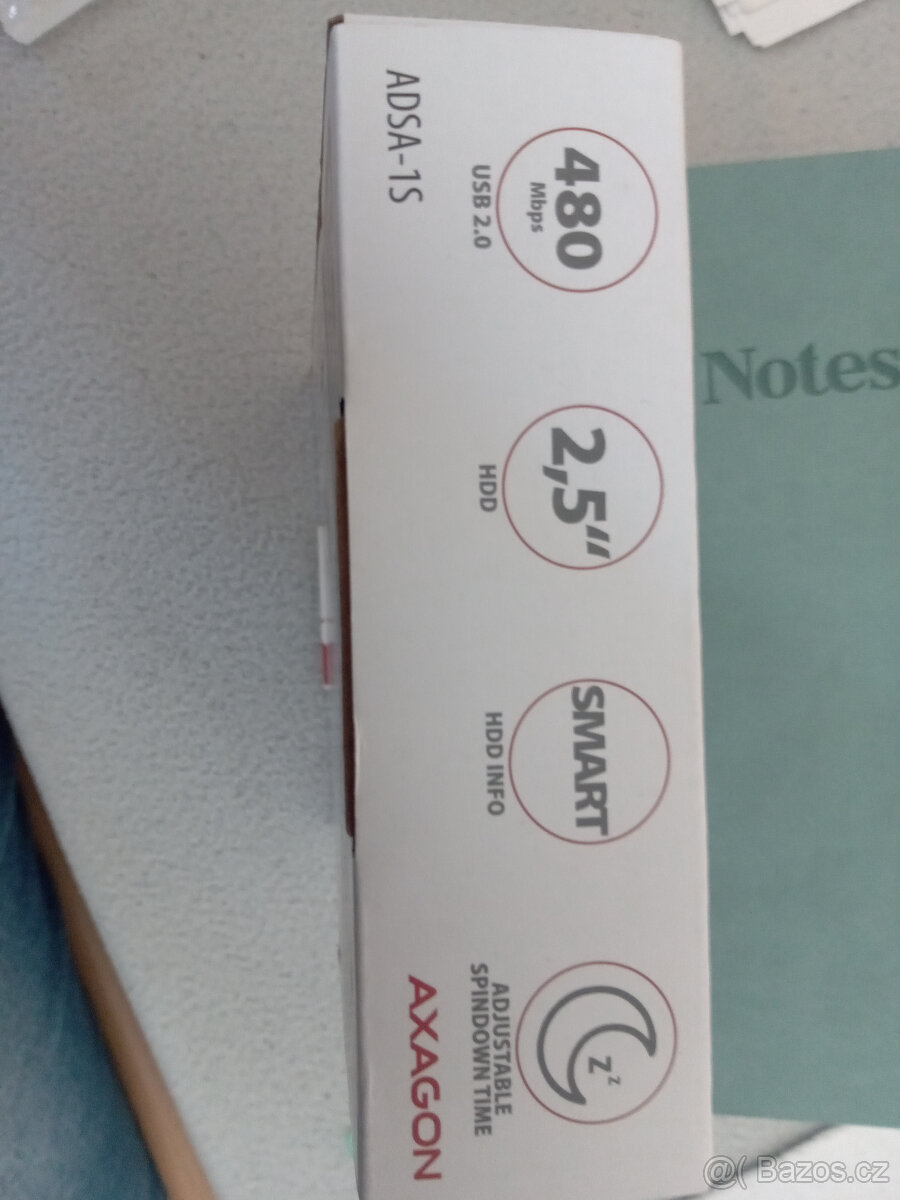 ADSA-1S
480
Mbps
USB 2.0
2,5“
HDD
SMART
HDD INFO
z z
ADJUSTABLE
SPINDOWN TIME
AXAGON
Notes
@( Bazos.cz